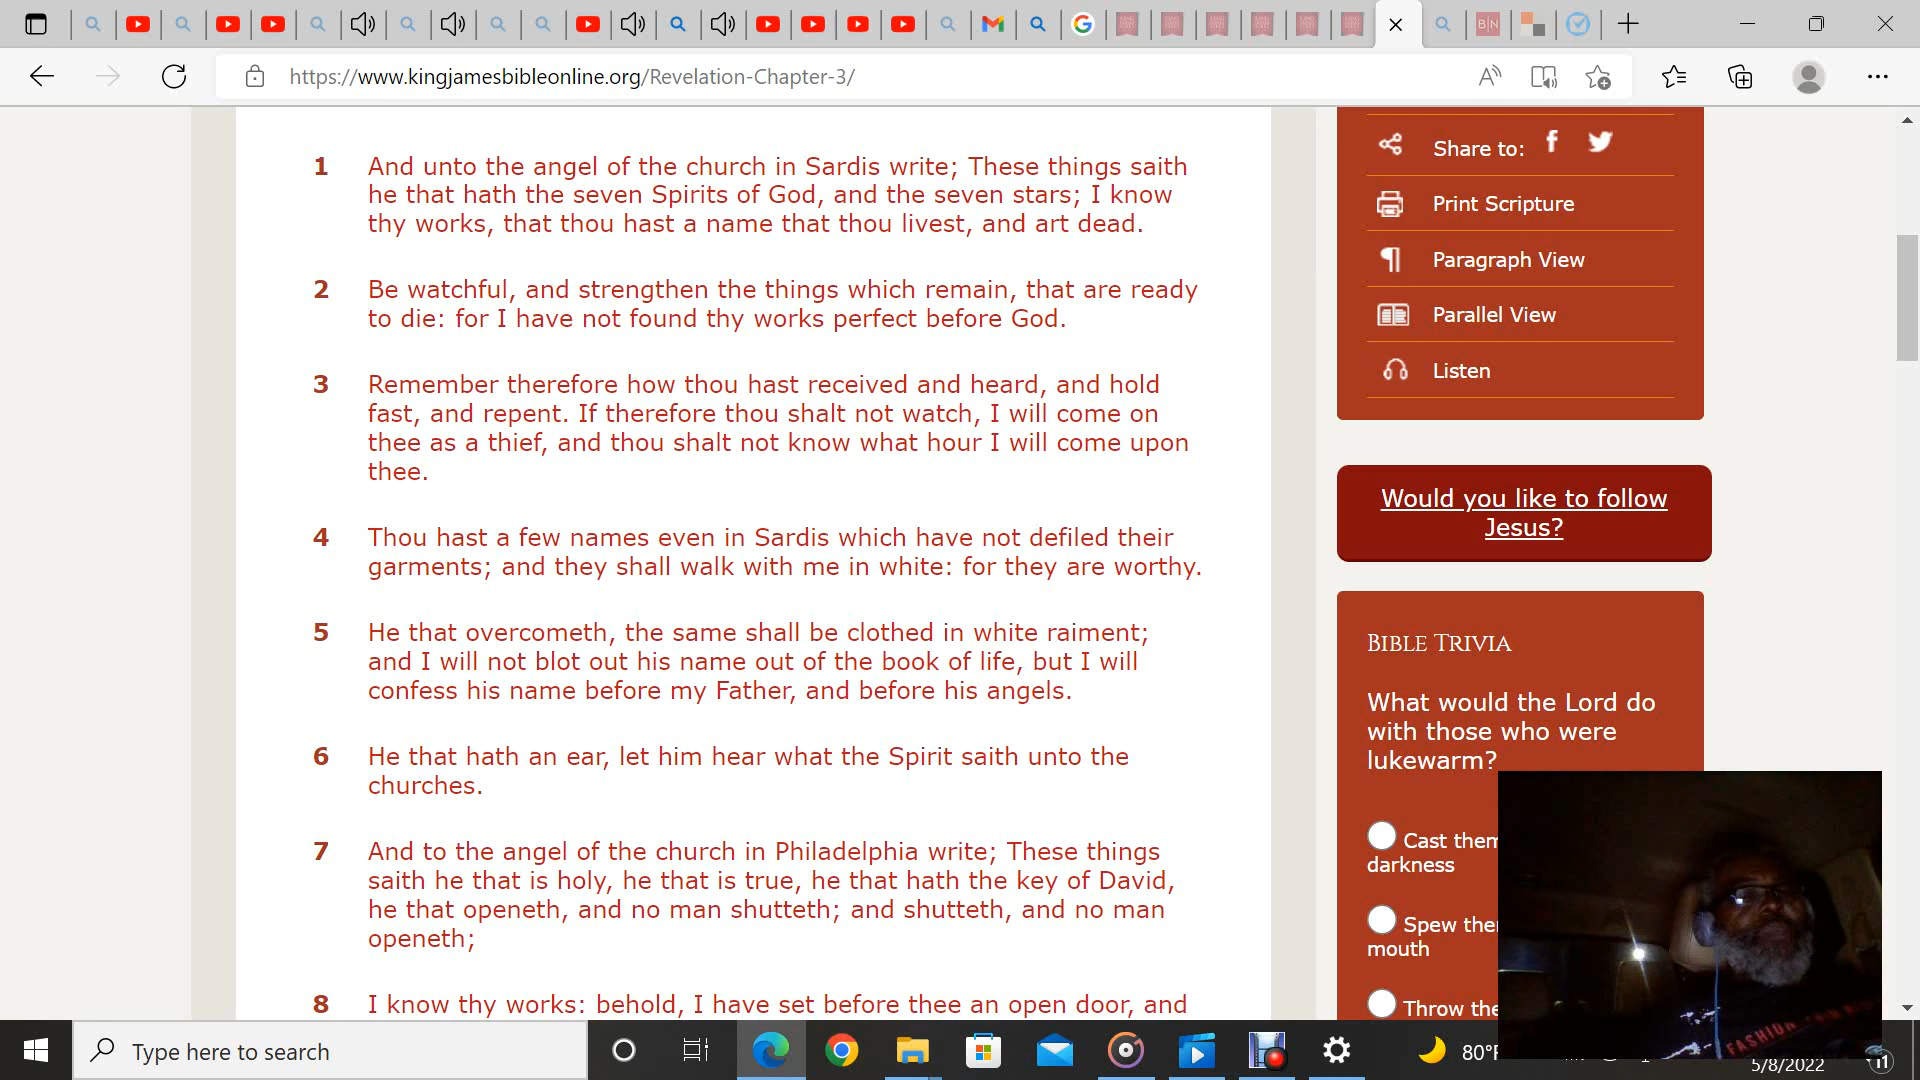 https://www.kingjamesbibleonline.org/Revelation-Chapter-3/
1 And unto the angel of the church in Sardis write; These things saith
he that hath the seven Spirits of God, and the seven stars; I know
thy works, that thou hast a name that thou livest, and art dead.
2 Be watchful, and strengthen the things which remain, that are ready
to die: for I have not found thy works perfect before God.
3 Remember therefore how thou hast received and heard, and hold
fast, and repent. If therefore thou shalt not watch, I will come on
thee as a thief, and thou shalt not know what hour I will come upon
thee.
4 Thou hast a few names even in Sardis which have not defiled their
garments; and they shall walk with me in white: for they are worthy.
5 He that overcometh, the same shall be clothed in white raiment;
and I will not blot out his name out of the book of life, but I will
confess his name before my Father, and before his angels.
6 He that hath an ear, let him hear what the Spirit saith unto the
churches.
7 And to the angel of the church in Philadelphia write; These things
saith he that is holy, he that is true, he that hath the key of David,
he that openeth, and no man shutteth; and shutteth, and no man
openeth;
8 I know thy works: behold, I have set before thee an open door, and
Share to:
Print Scripture
Paragraph View
Parallel View
Listen
Would you like to follow
Jesus?
BIBLE TRIVIA
What would the Lord do
with those who were
lukewarm?
Cast them
darkness
Spew the
mouth
Throw the
FASHION
Type here to search
80°F
5/8/2022
11